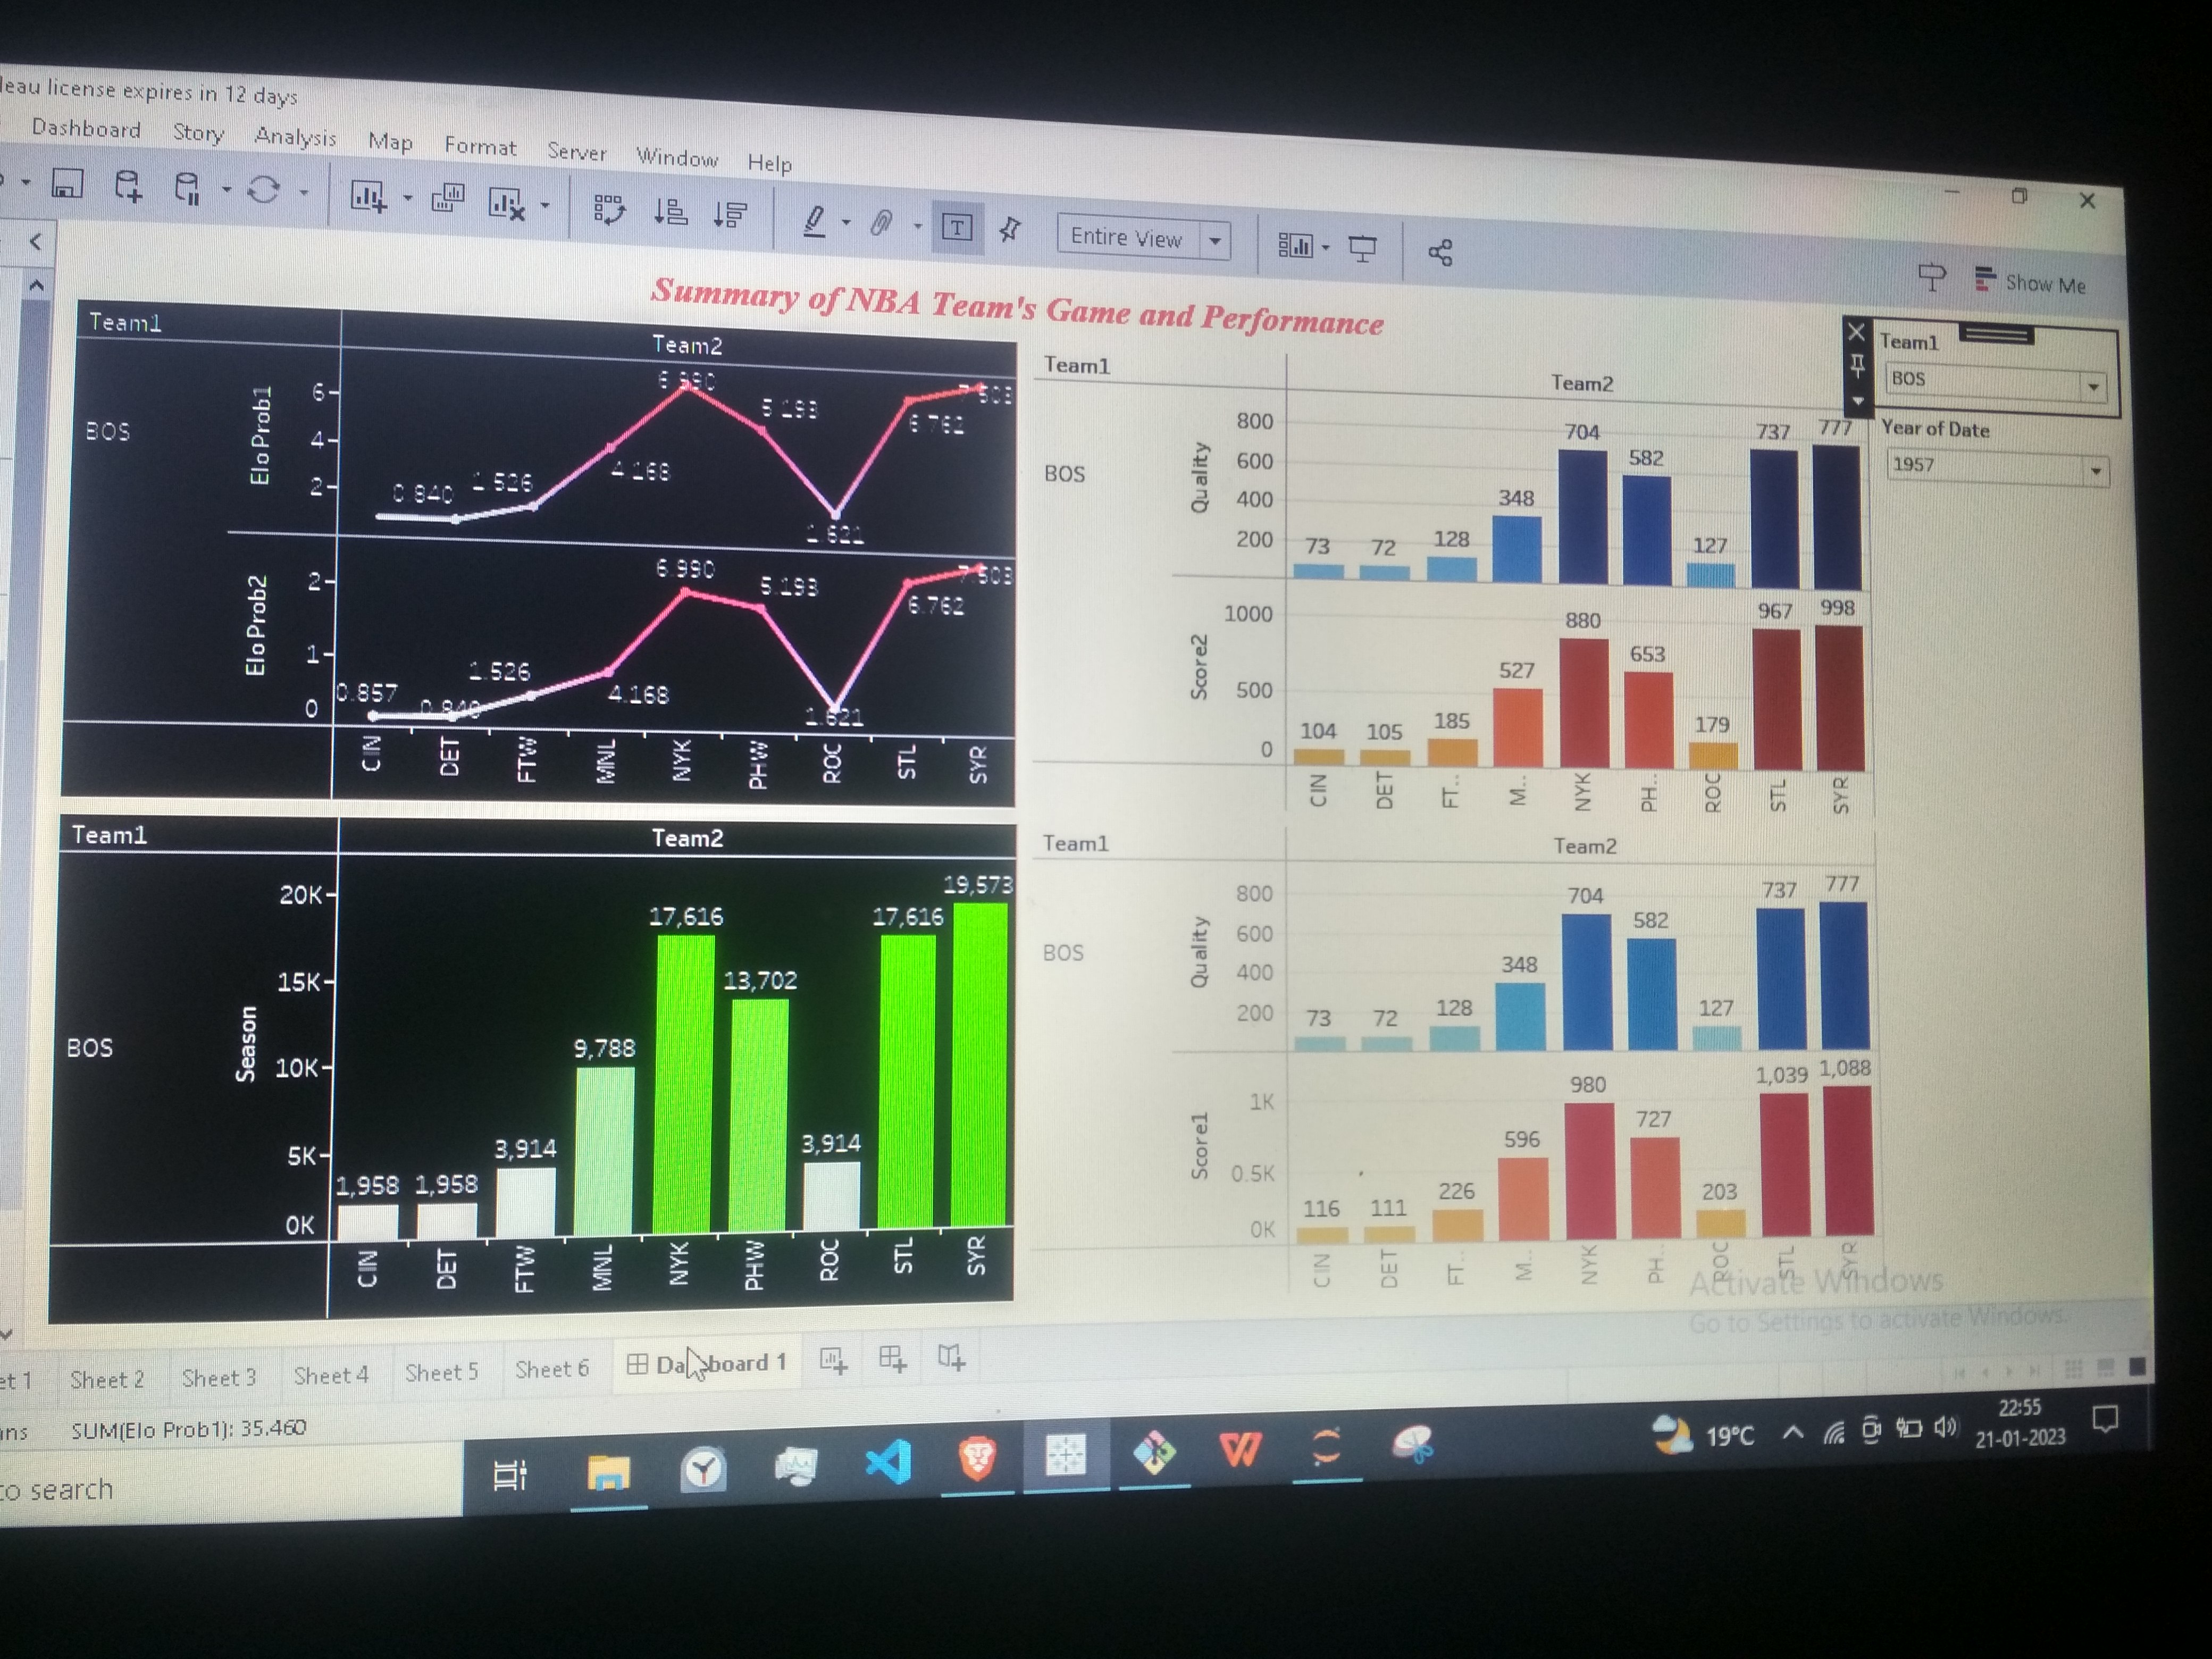 leau license expires in 12 days
Dashboard Story Analysis Map Format Server Window Help
Entire View
Show Me
Summary of NBA Team's Game and Performance
Team1
Team2
BOS
Elo Prob1
6
4
2
0.840
1.526
4.168
6.990
5.193
1.621
6.762
Elo Prob2
2
1
0
0.857
0.840
1.526
4.168
6.990
5.193
1.621
6.762
7.503
CIN DET FTW MNL NYK PHW ROC STL SYR
Team1
Team2
BOS
Season
20K
15K
10K
5K
0K
1,958 1,958 3,914 9,788 17,616 13,702 3,914 17,616 19,573
CIN DET FTW MNL NYK PHW ROC STL SYR
Team1
Team2
BOS
Quality
800
600
400
200
73 72 128 348 704 582 127 737 777
Score2
1000
500
0
104 105 185 527 880 653 179 967 998
CIN DET FT.. M.. NYK PH.. ROC STL SYR
Team1
Team2
BOS
Quality
800
600
400
200
73 72 128 348 704 582 127 737 777
Score1
1K
0.5K
0K
116 111 226 596 980 727 203 1,039 1,088
CIN DET FT.. M.. NYK PH.. ROC STL SYR
Team1
BOS
Year of Date
1957
Activate Windows
Go to Settings to activate Windows.
et 1 Sheet 2 Sheet 3 Sheet 4 Sheet 5 Sheet 6 Dashboard 1
SUM(Elo Prob1): 35.460
to search
19°C
22:55
21-01-2023